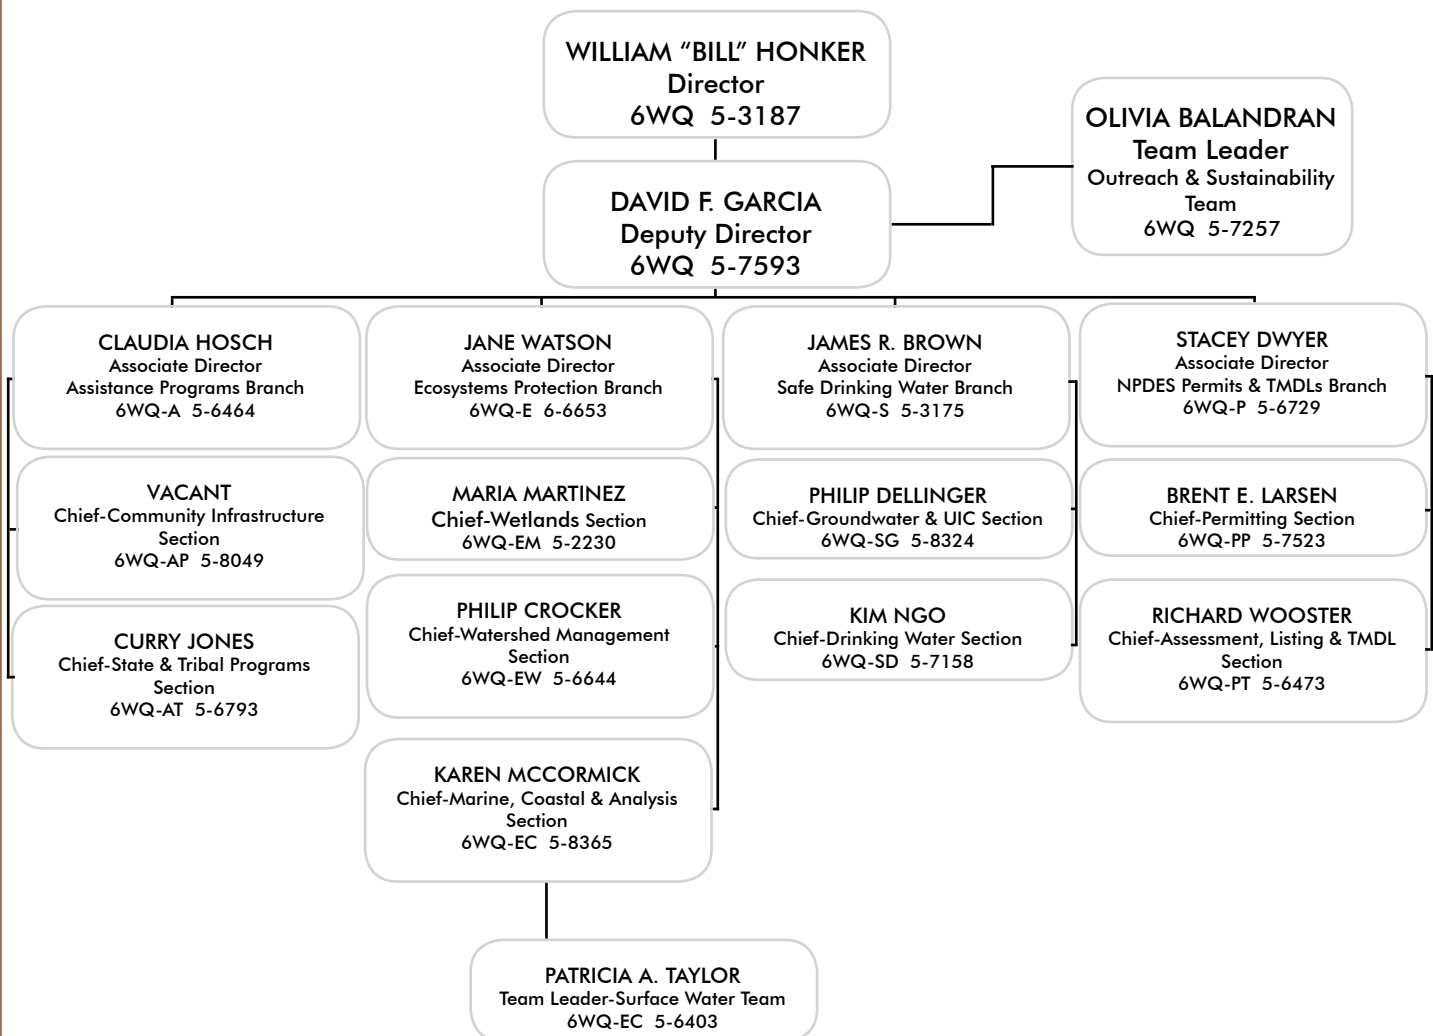 WILLIAM “BILL” HONKER
Director
6WQ 5-3187
OLIVIA BALANDRAN
Team Leader
Outreach & Sustainability
Team
6WQ 5-7257
DAVID F. GARCIA
Deputy Director
6WQ 5-7593
CLAUDIA HOSCH
Associate Director
Assistance Programs Branch
6WQ-A 5-6464
VACANT
Chief-Community Infrastructure
Section
6WQ-AP 5-8049
CURRY JONES
Chief-State & Tribal Programs
Section
6WQ-AT 5-6793
JANE WATSON
Associate Director
Ecosystems Protection Branch
6WQ-E 6-6653
MARIA MARTINEZ
Chief-Wetlands Section
6WQ-EM 5-2230
PHILIP CROCKER
Chief-Watershed Management
Section
6WQ-EW 5-6644
KAREN MCCORMICK
Chief-Marine, Coastal & Analysis
Section
6WQ-EC 5-8365
PATRICIA A. TAYLOR
Team Leader-Surface Water Team
6WQ-EC 5-6403
JAMES R. BROWN
Associate Director
Safe Drinking Water Branch
6WQ-S 5-3175
PHILIP DELLINGER
Chief-Groundwater & UIC Section
6WQ-SG 5-8324
KIM NGO
Chief-Drinking Water Section
6WQ-SD 5-7158
STACEY DWYER
Associate Director
NPDES Permits & TMDLs Branch
6WQ-P 5-6729
BRENT E. LARSEN
Chief-Permitting Section
6WQ-PP 5-7523
RICHARD WOOSTER
Chief-Assessment, Listing & TMDL
Section
6WQ-PT 5-6473